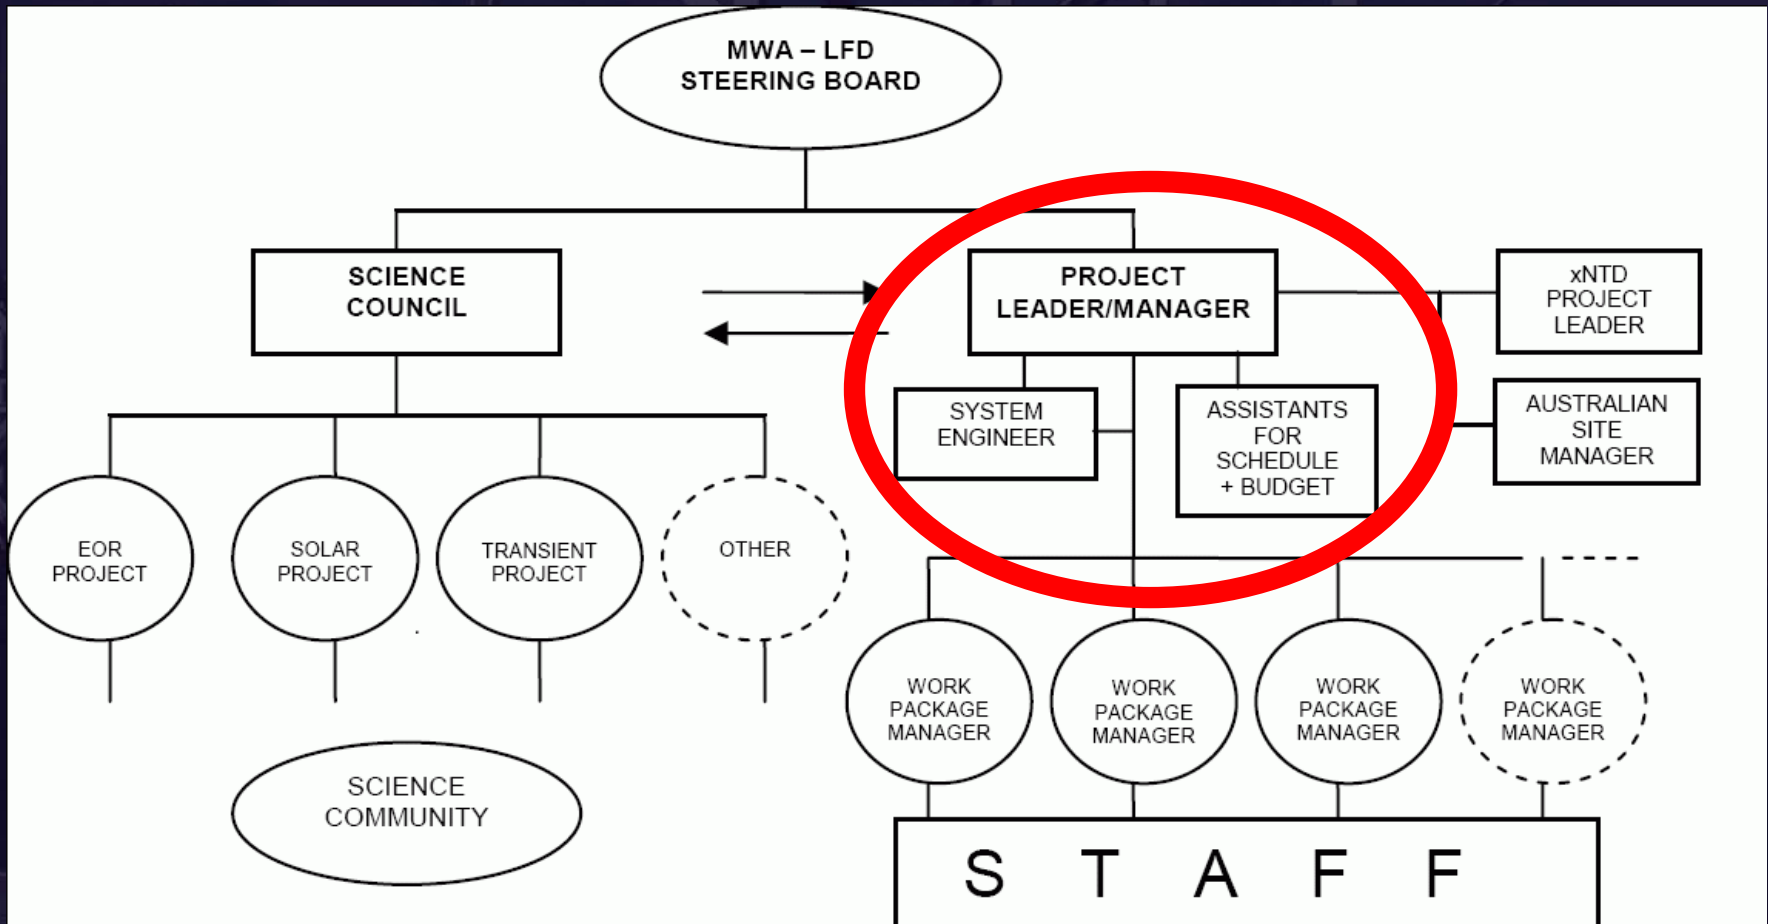 MWA – LFD
STEERING BOARD
SCIENCE
COUNCIL
PROJECT
LEADER/MANAGER
xNTD
PROJECT
LEADER
SYSTEM
ENGINEER
ASSISTANTS
FOR
SCHEDULE
+ BUDGET
AUSTRALIAN
SITE
MANAGER
EOR
PROJECT
SOLAR
PROJECT
TRANSIENT
PROJECT
OTHER
WORK
PACKAGE
MANAGER
WORK
PACKAGE
MANAGER
WORK
PACKAGE
MANAGER
WORK
PACKAGE
MANAGER
SCIENCE
COMMUNITY
S T A F F